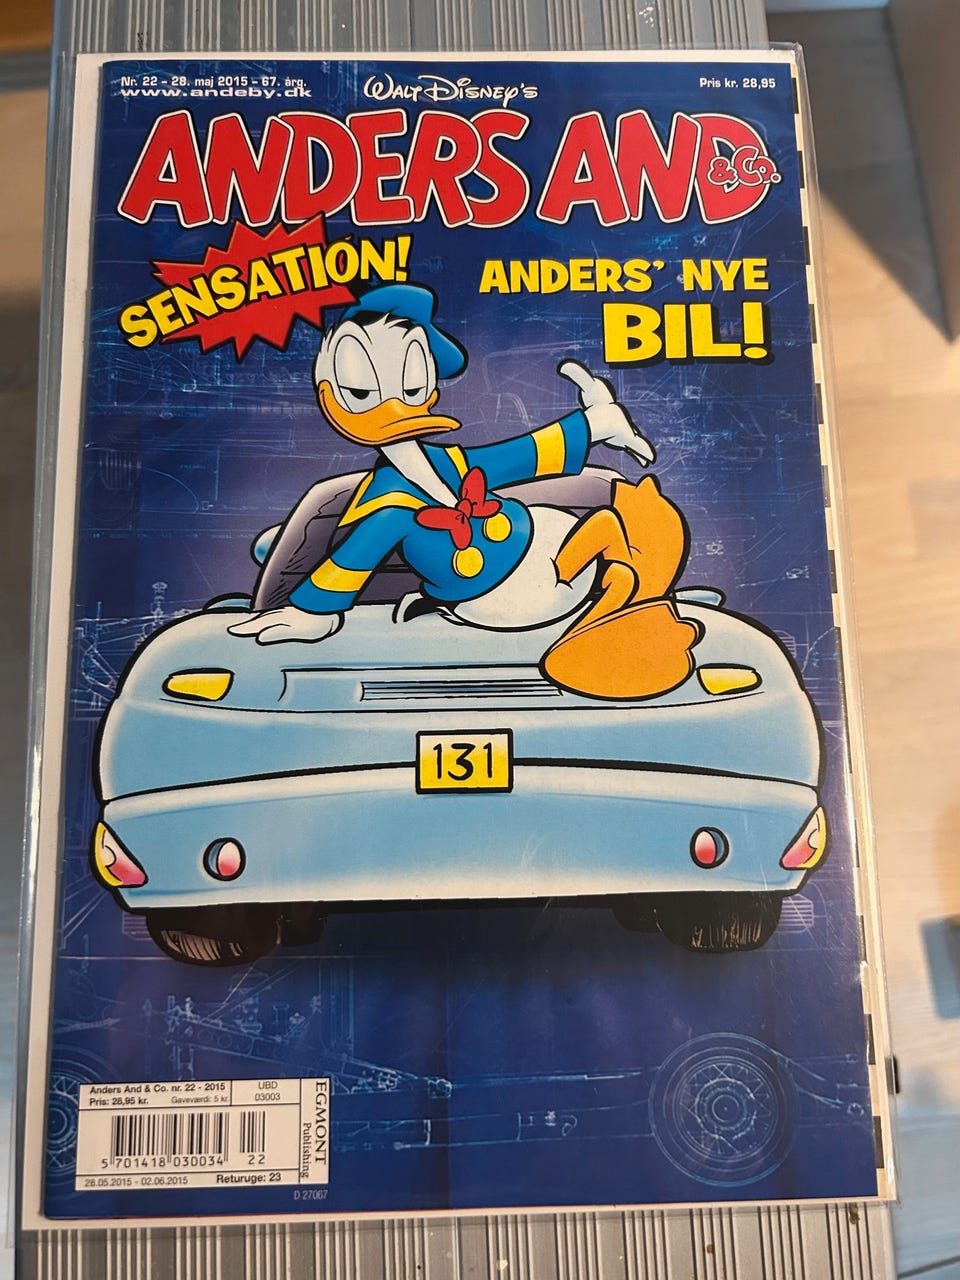 Nr. 22 - 28. maj 2015 - 67. årg.
www.andeby.dk
WALT DISNEY'S
Pris kr. 28,95
ANDERS AND
& Co.
SENSATION!
ANDERS' NYE
BIL!
131
Anders And & Co. nr. 22 - 2015
Pris: 28,95 kr. Gaveværdi: 5 kr.
UBD
03003
EGMONT
Publishing
5 701418 030034 22
28.05.2015 - 02.06.2015 Returuge: 23
D 27067